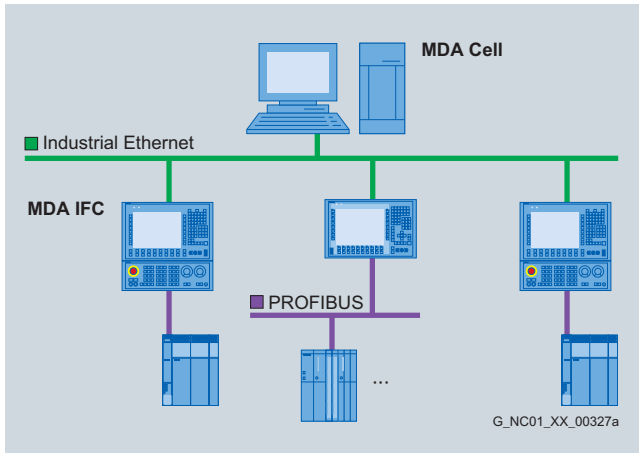 MDA Cell
Industrial Ethernet
MDA IFC
PROFIBUS
...
G_NC01_XX_00327a